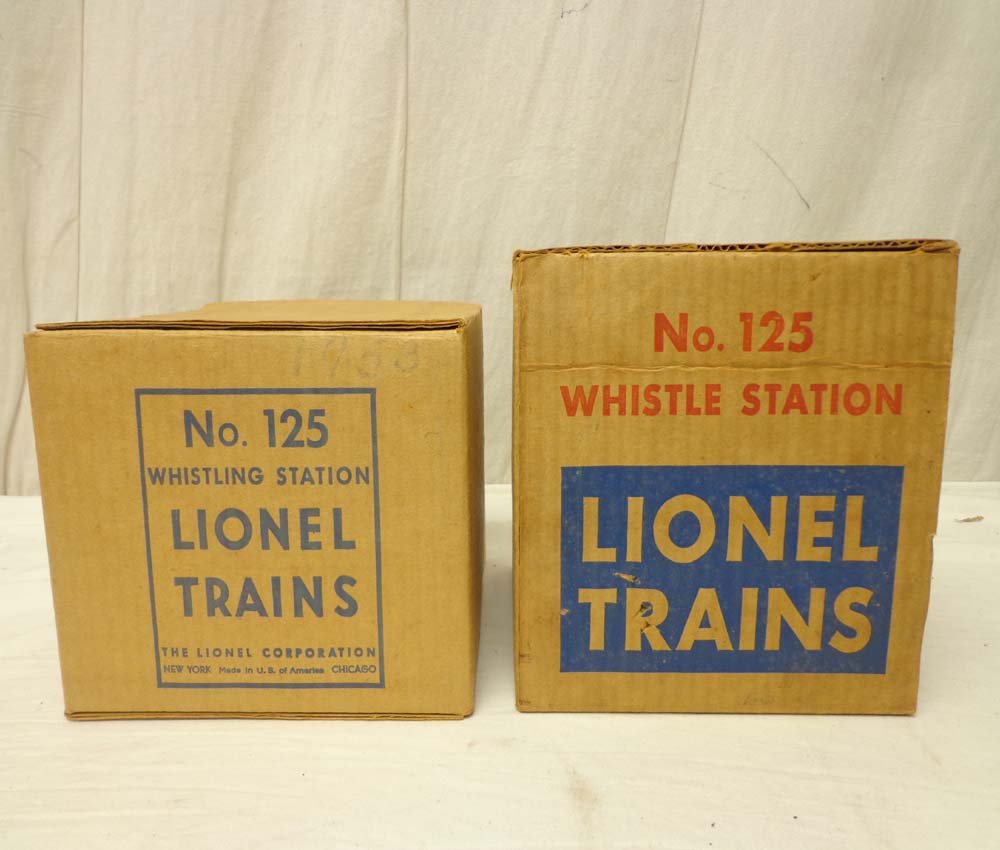 No. 125
WHISTLING STATION
LIONEL
TRAINS
THE LIONEL CORPORATION
NEW YORK Made in U. S. of America CHICAGO
No. 125
WHISTLE STATION
LIONEL
TRAINS